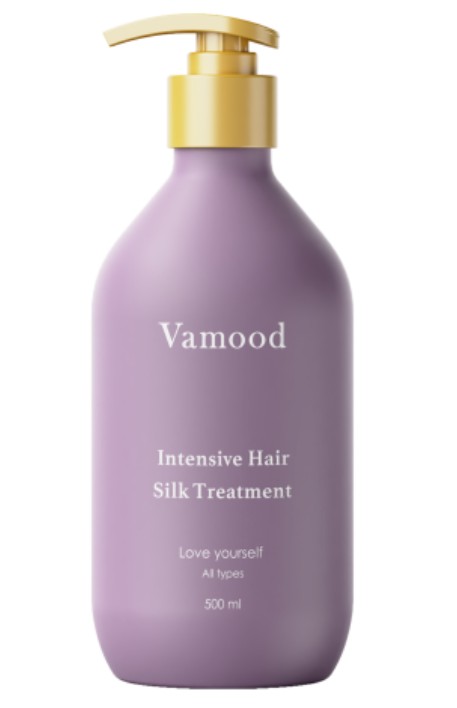 Vamood
Intensive Hair
Silk Treatment
Love yourself
All types
500 ml